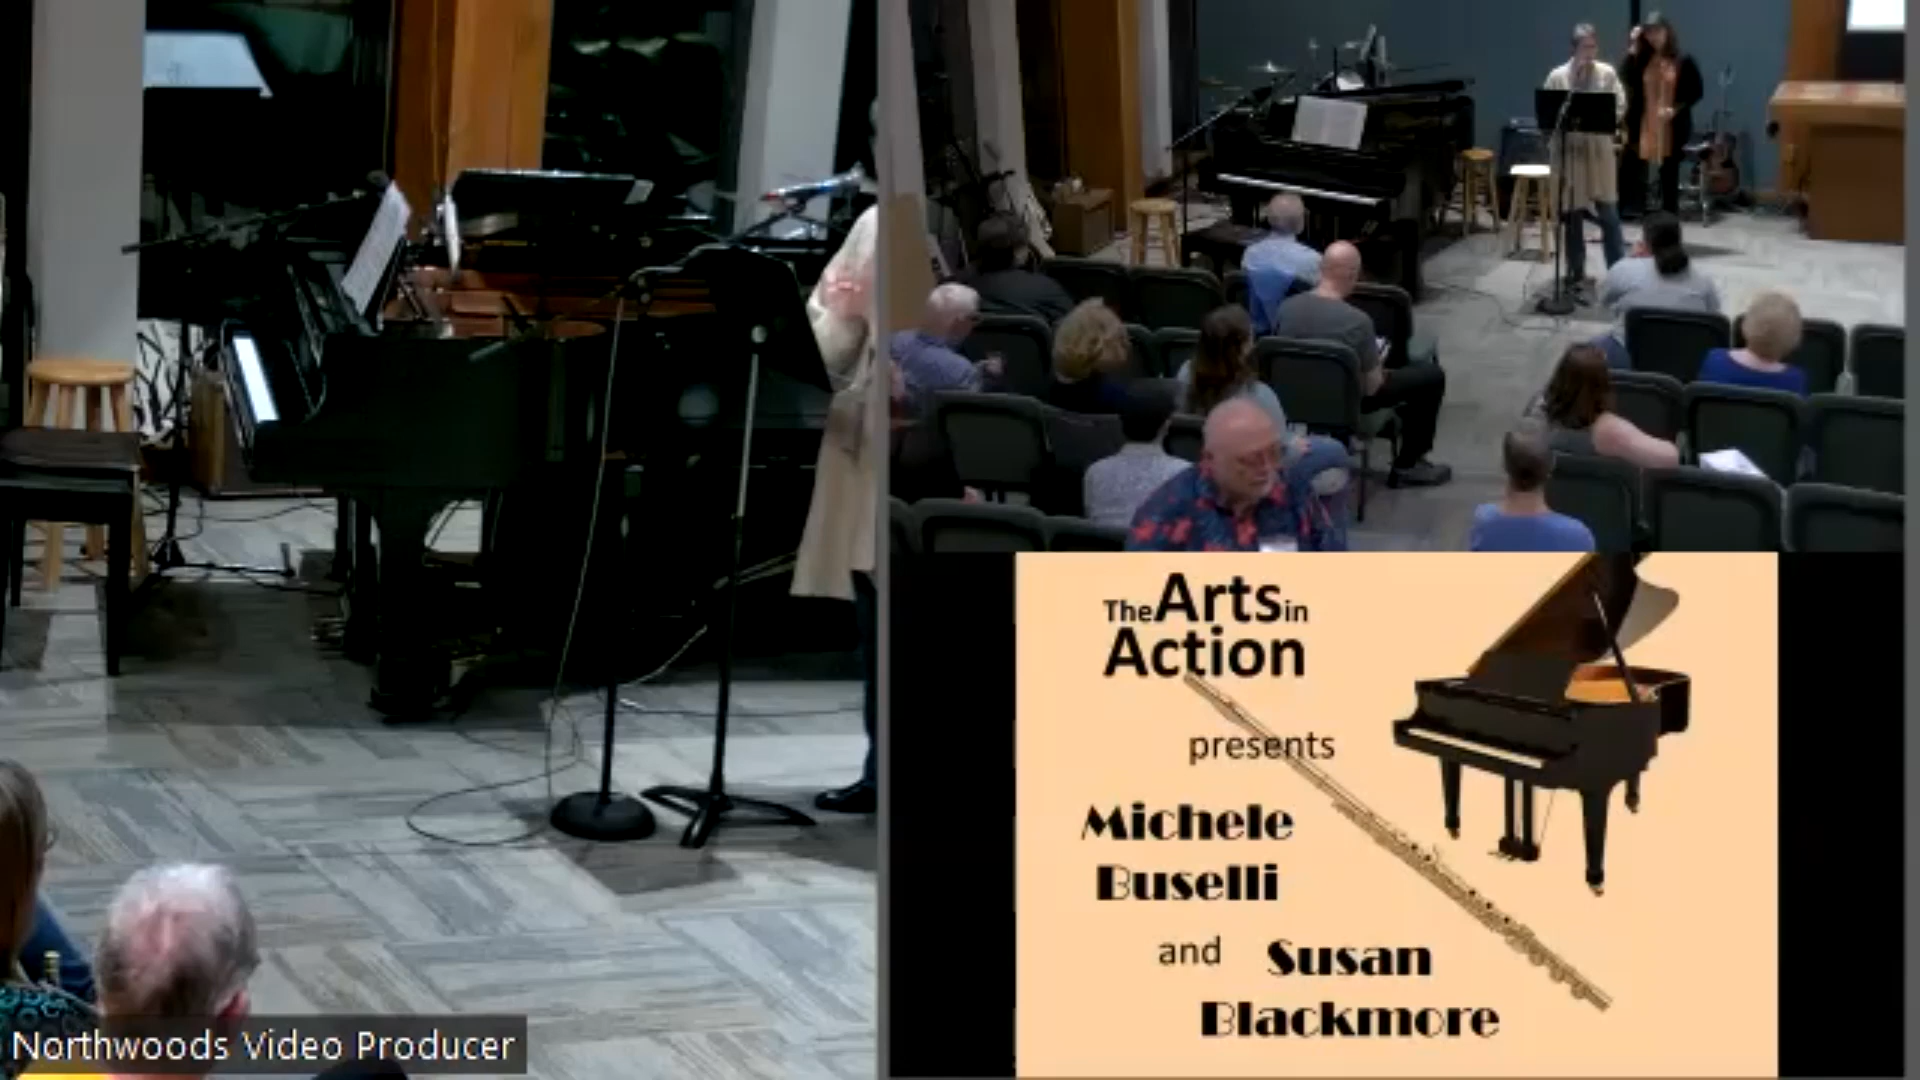 The Arts in
Action
presents
Michele
Buselli
and Susan
Blackmore
Northwoods Video Producer